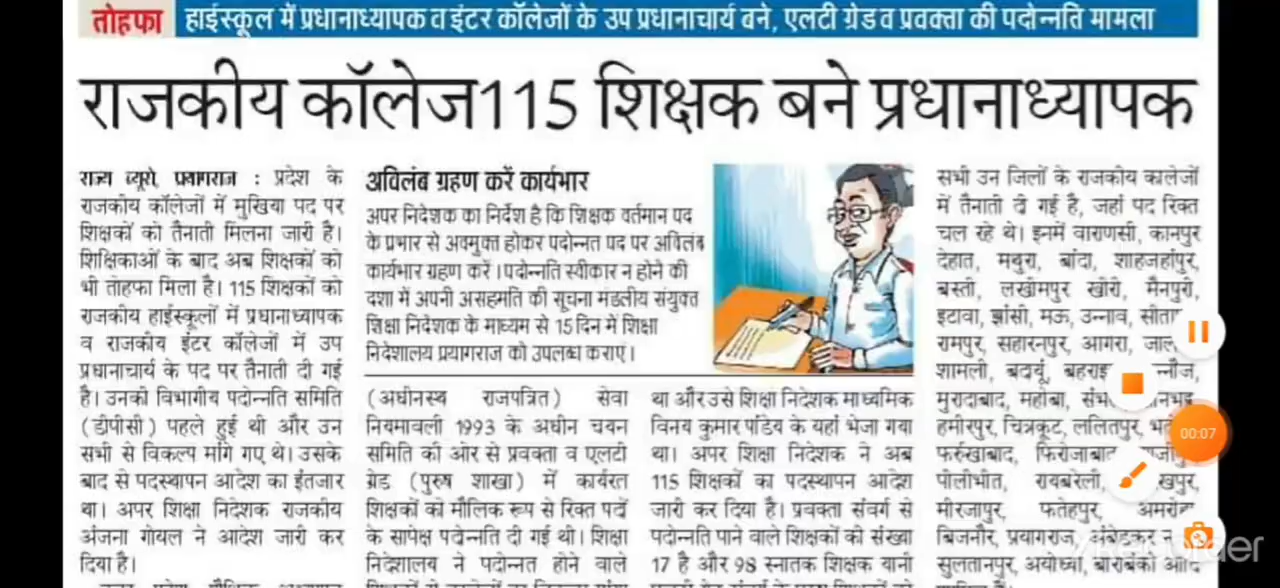 तोहफा
हाईस्कूल में प्रधानाध्यापक व इंटर कॉलेजों के उप प्रधानाचार्य बने, एलटी ग्रेड व प्रवक्ता की पदोन्नति मामला
राजकीय कॉलेज115 शिक्षक बने प्रधानाध्यापक
राज्य ब्यूरो, प्रयागराज : प्रदेश के
राजकीय कॉलेजों में मुखिया पद पर
शिक्षकों को तैनाती मिलना जारी है।
शिक्षिकाओं के बाद अब शिक्षकों को
भी तोहफा मिला है। 115 शिक्षकों को
राजकीय हाईस्कूलों में प्रधानाध्यापक
व राजकीय इंटर कॉलेजों में उप
प्रधानाचार्य के पद पर तैनाती दी गई
है। उनकी विभागीय पदोन्नति समिति
(डीपीसी) पहले हुई थी और उन
सभी से विकल्प मांगे गए थे। उसके
बाद से पदस्थापन आदेश का इंतजार
था। अपर शिक्षा निदेशक राजकीय
अंजना गोयल ने आदेश जारी कर
दिया है।
अविलंब ग्रहण करें कार्यभार
अपर निदेशक का निर्देश है कि शिक्षक वर्तमान पद
के प्रभार से अवमुक्त होकर पदोन्नत पद पर अविलंब
कार्यभार ग्रहण करें। पदोन्नति स्वीकार न होने की
दशा में अपनी असहमति की सूचना मंडलीय संयुक्त
शिक्षा निदेशक के माध्यम से 15 दिन में शिक्षा
निदेशालय प्रयागराज को उपलब्ध कराएं।
(अधीनस्थ राजपत्रित) सेवा
नियमावली 1993 के अधीन चयन
समिति की ओर से प्रवक्ता व एलटी
ग्रेड (पुरुष शाखा) में कार्यरत
शिक्षकों को मौलिक रूप से रिक्त पदों
के सापेक्ष पदोन्नति दी गई थी। शिक्षा
निदेशालय ने पदोन्नत होने वाले
था और उसे शिक्षा निदेशक माध्यमिक
विनय कुमार पांडेय के यहां भेजा गया
था। अपर शिक्षा निदेशक ने अब
115 शिक्षकों का पदस्थापन आदेश
जारी कर दिया है। प्रवक्ता संवर्ग से
पदोन्नति पाने वाले शिक्षकों की संख्या
17 है और 98 स्नातक शिक्षक यानी
सभी उन जिलों के राजकीय कालेजों
में तैनाती दी गई है, जहां पद रिक्त
चल रहे थे। इनमें वाराणसी, कानपुर
देहात, मथुरा, बांदा, शाहजहांपुर,
बस्ती, लखीमपुर खीरी, मैनपुरी,
इटावा, झांसी, मऊ, उन्नाव,
रामपुर, सहारनपुर, आगरा,
शामली, बदायूं,
मुरादाबाद, महोबा,
हमीरपुर, चित्रकूट, ललितपुर,
फर्रुखाबाद,
पीलीभीत, रायबरेली,
मीरजापुर, फतेहपुर, अमरोहा
बिजनौर, प्रयागराज,
सुल्तानपुर, अयोध्या, बाराबंकी आदि
00:07